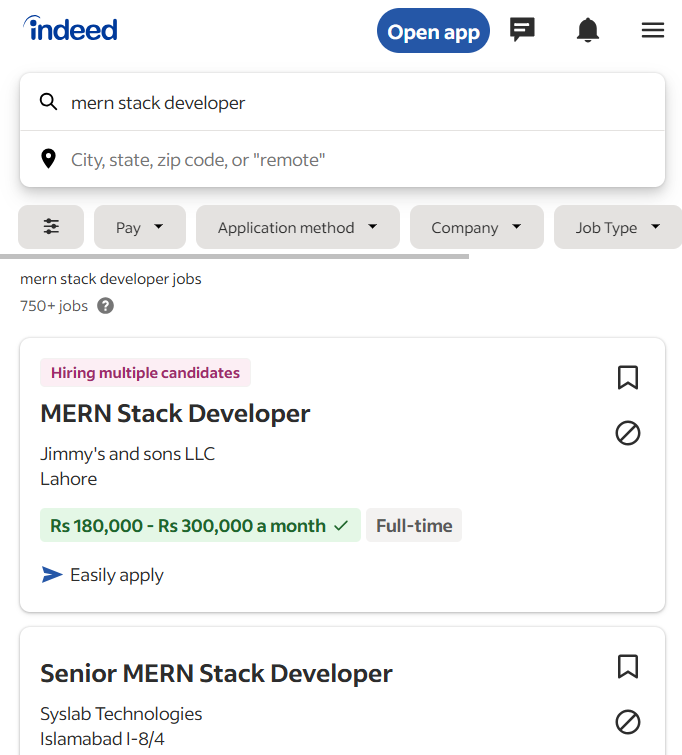 indeed
Open app
mern stack developer
City, state, zip code, or "remote"
Pay Application method Company Job Type
mern stack developer jobs
750+ jobs ?
Hiring multiple candidates
MERN Stack Developer
Jimmy's and sons LLC
Lahore
Rs 180,000 - Rs 300,000 a month Full-time
Easily apply
Senior MERN Stack Developer
Syslab Technologies
Islamabad I-8/4